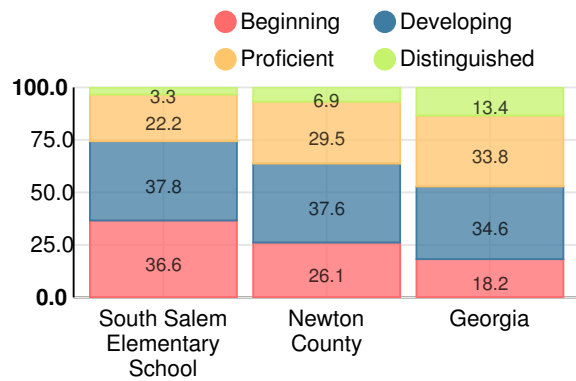 Beginning
Developing
Proficient
Distinguished
100.0
75.0
50.0
25.0
0.0
3.3
22.2
37.8
36.6
6.9
29.5
37.6
26.1
13.4
33.8
34.6
18.2
South Salem
Elementary
School
Newton
County
Georgia